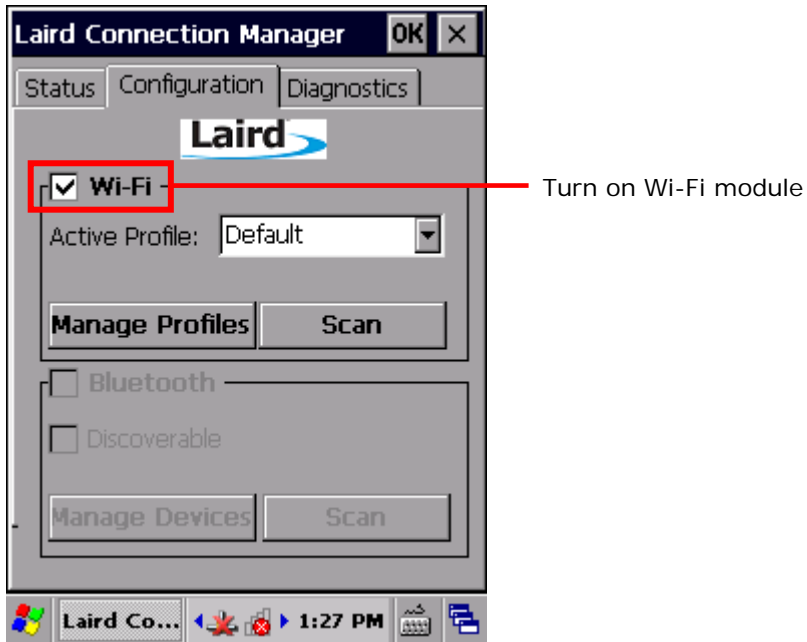 Laird Connection Manager OK
Status Configuration Diagnostics
Laird
Wi-Fi
Turn on Wi-Fi module
Active Profile: Default
Manage Profiles Scan
Bluetooth
Discoverable
Manage Devices Scan
Laird Co... 1:27 PM